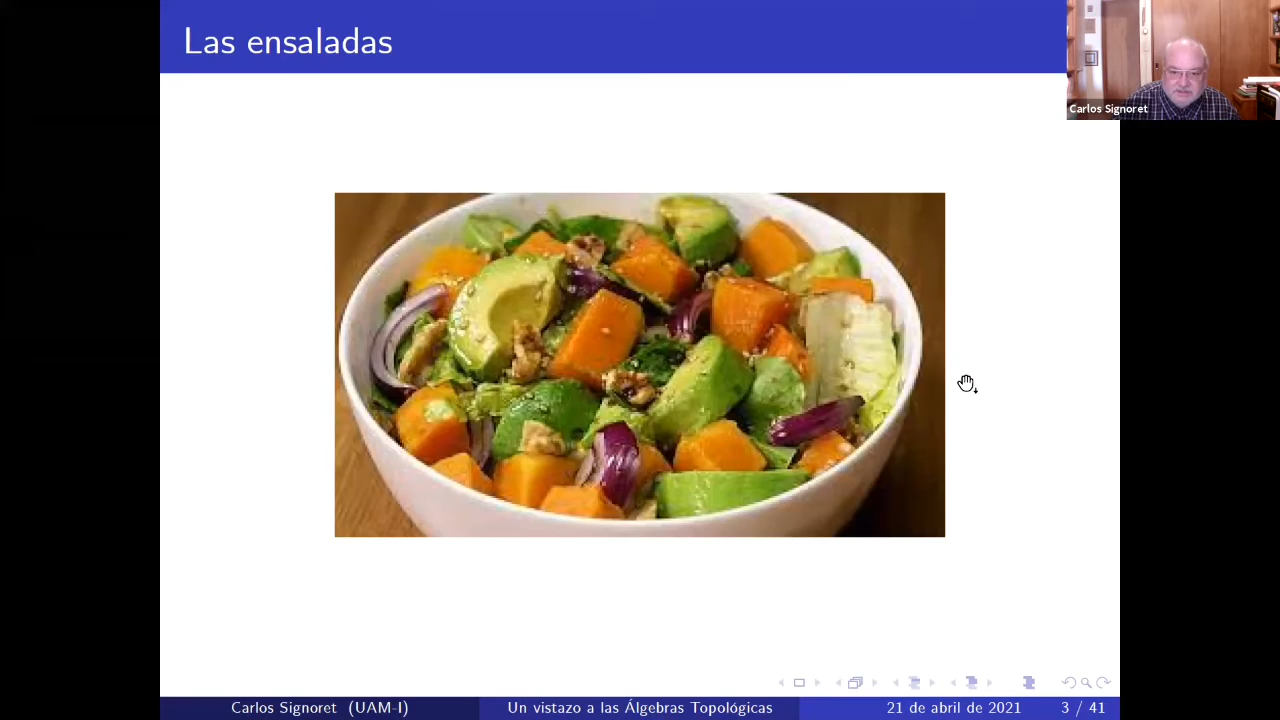 Las ensaladas
Carlos Signoret
Carlos Signoret (UAM-I)
Un vistazo a las Álgebras Topológicas
21 de abril de 2021
3 / 41